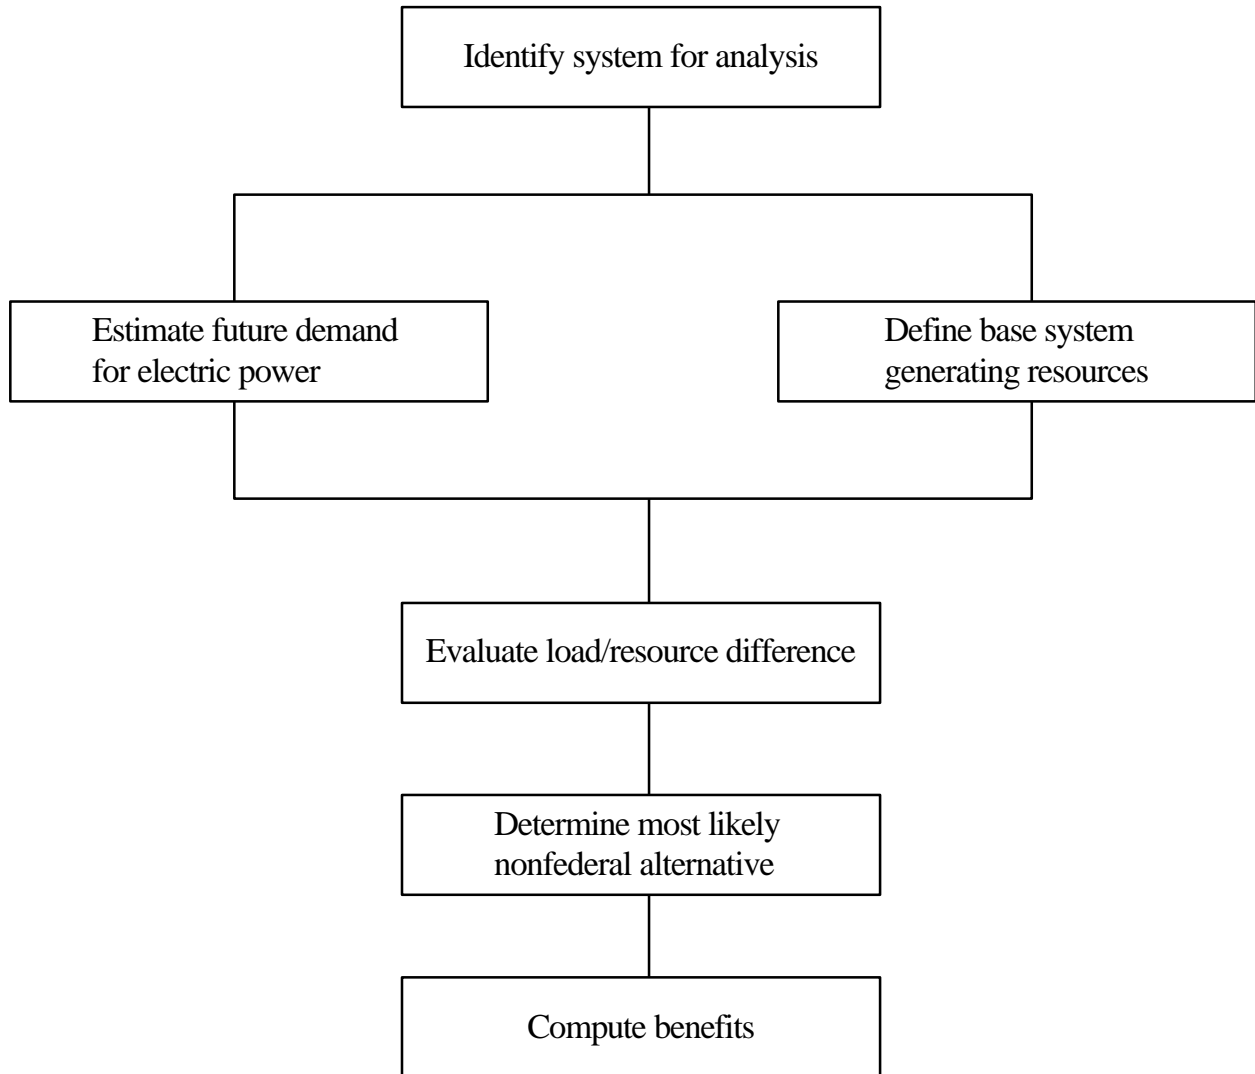 Identify system for analysis
Estimate future demand
for electric power
Define base system
generating resources
Evaluate load/resource difference
Determine most likely
nonfederal alternative
Compute benefits